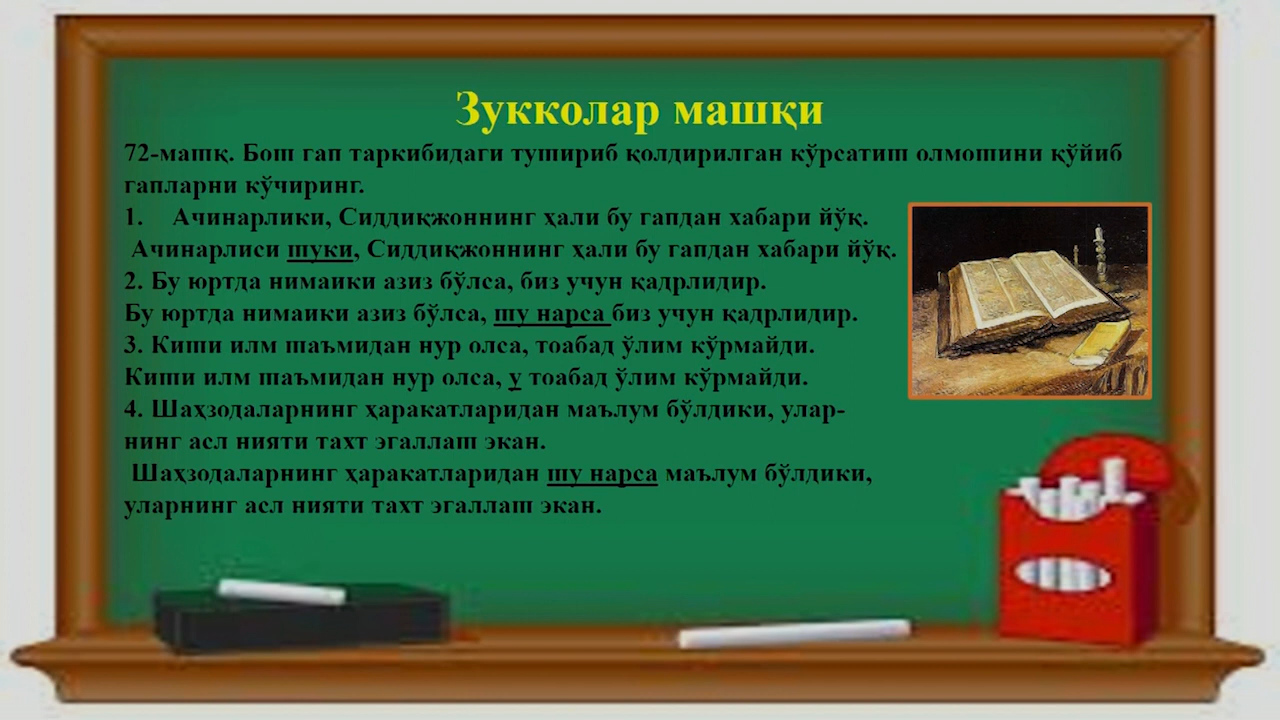 Зукколар машқи
72-машқ. Бош гап таркибидаги тушириб қолдирилган кўрсатиш олмошини қўйиб
гапларни кўчиринг.
1. Ачинарлики, Сиддиқжоннинг ҳали бу гапдан хабари йўқ.
Ачинарлиси шуки, Сиддиқжоннинг ҳали бу гапдан хабари йўқ.
2. Бу юртда нимаики азиз бўлса, биз учун қадрлидир.
Бу юртда нимаики азиз бўлса, шу нарса биз учун қадрлидир.
3. Киши илм шаъмидан нур олса, тоабад ўлим кўрмайди.
Киши илм шаъмидан нур олса, у тоабад ўлим кўрмайди.
4. Шаҳзодаларнинг ҳаракатларидан маълум бўлдики, улар-
нинг асл нияти тахт эгаллаш экан.
Шаҳзодаларнинг ҳаракатларидан шу нарса маълум бўлдики,
уларнинг асл нияти тахт эгаллаш экан.